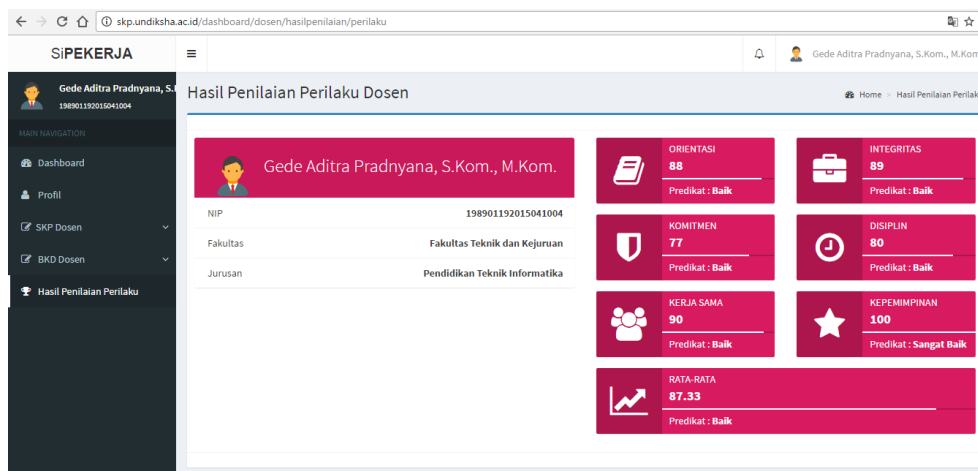 skp.undiksha.ac.id/dashboard/dosen/hasilpenilaian/perilaku
SiPEKERJA
Gede Aditra Pradnyana, S.Kom., M.Kom
Gede Aditra Pradnyana, S.
198901192015041004
Hasil Penilaian Perilaku Dosen
Home > Hasil Penilaian Perilak
MAIN NAVIGATION
Dashboard
Profil
SKP Dosen
BKD Dosen
Hasil Penilaian Perilaku
Gede Aditra Pradnyana, S.Kom., M.Kom.
NIP 198901192015041004
Fakultas Fakultas Teknik dan Kejuruan
Jurusan Pendidikan Teknik Informatika
ORIENTASI
88
Predikat : Baik
INTEGRITAS
89
Predikat : Baik
KOMITMEN
77
Predikat : Baik
DISIPLIN
80
Predikat : Baik
KERJA SAMA
90
Predikat : Baik
KEPEMIMPINAN
100
Predikat : Sangat Baik
RATA-RATA
87.33
Predikat : Baik